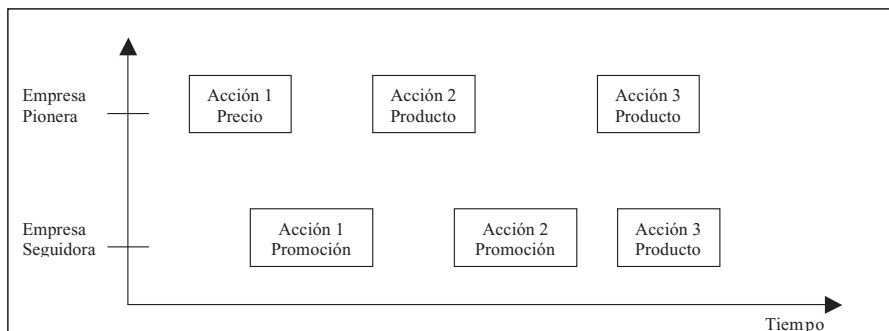 Empresa
Pionera
Acción 1
Precio
Acción 2
Producto
Acción 3
Producto
Empresa
Seguidora
Acción 1
Promoción
Acción 2
Promoción
Acción 3
Producto
Tiempo